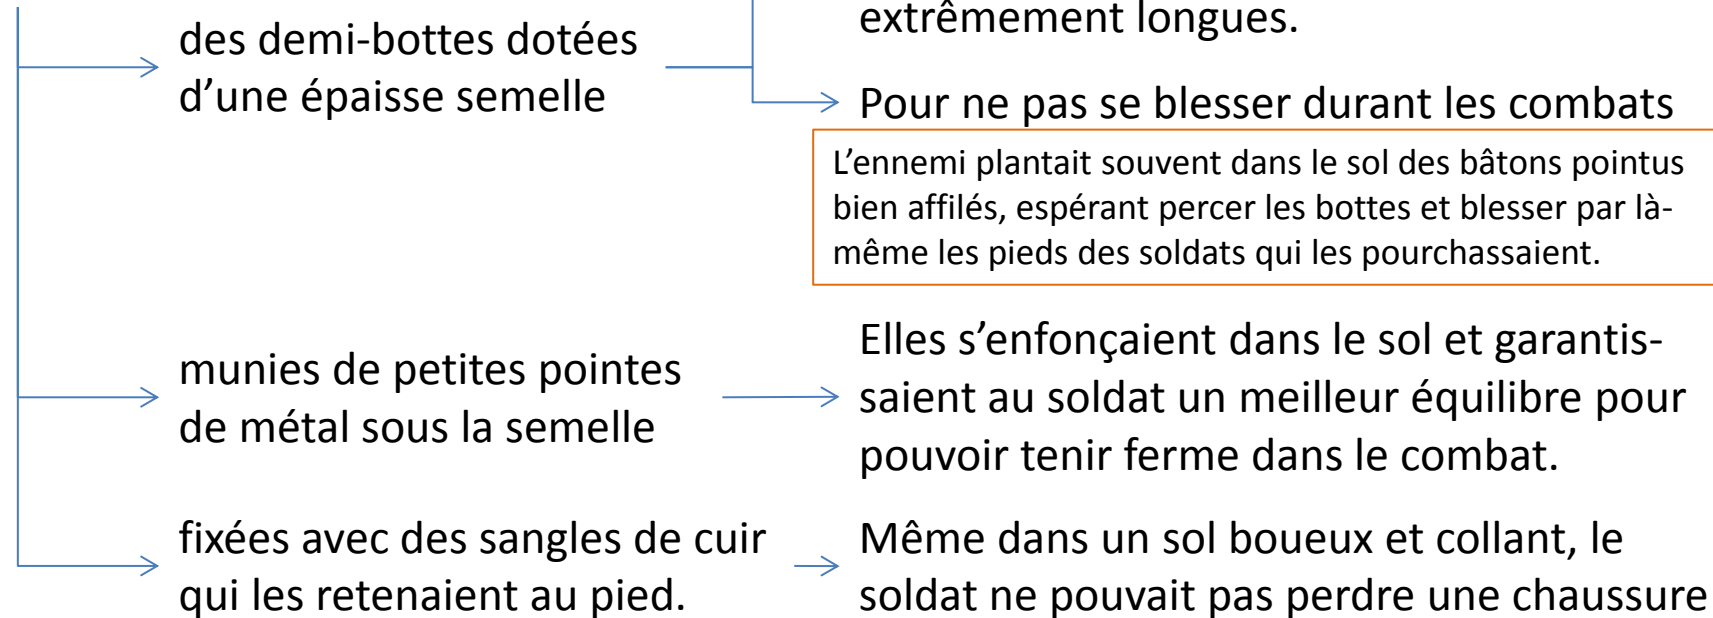 extrêmement longues.
des demi-bottes dotées
d’une épaisse semelle
Pour ne pas se blesser durant les combats
L’ennemi plantait souvent dans le sol des bâtons pointus
bien affilés, espérant percer les bottes et blesser par là-
même les pieds des soldats qui les pourchassaient.
munies de petites pointes
de métal sous la semelle
Elles s’enfonçaient dans le sol et garantis-
saient au soldat un meilleur équilibre pour
pouvoir tenir ferme dans le combat.
fixées avec des sangles de cuir
qui les retenaient au pied.
Même dans un sol boueux et collant, le
soldat ne pouvait pas perdre une chaussure